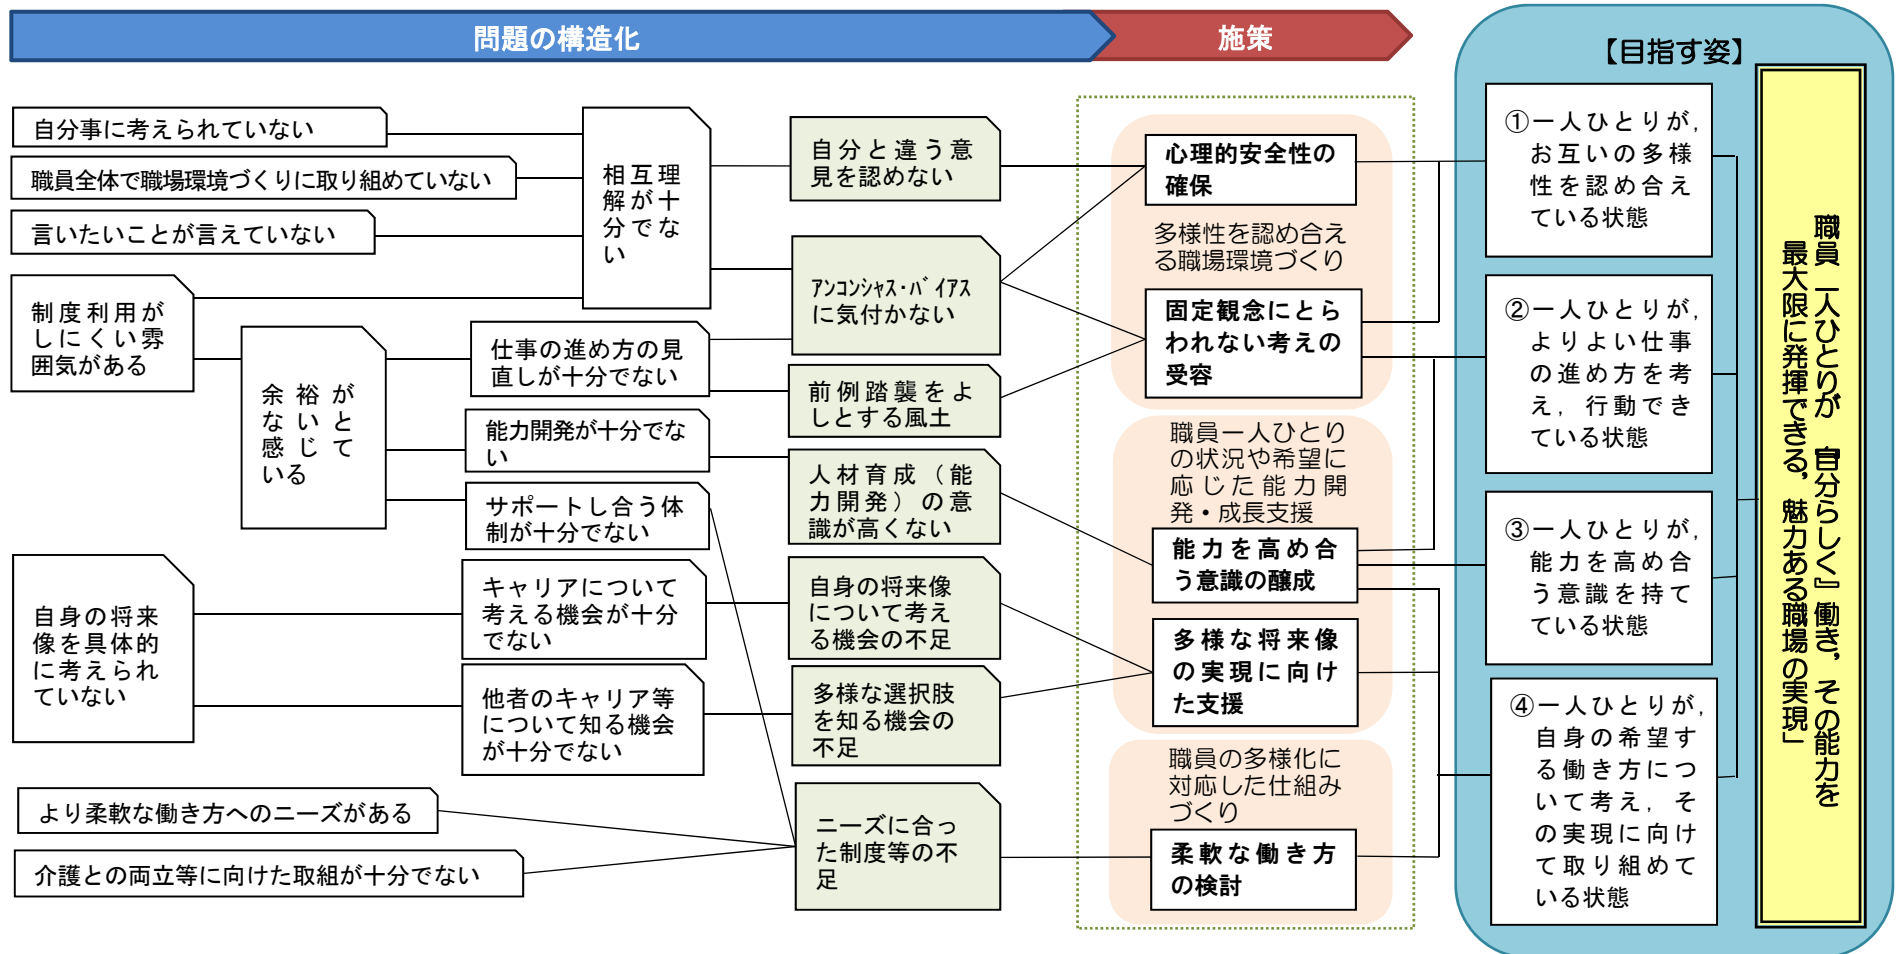 問題の構造化
施策
【目指す姿】
自分事に考えられていない
職員全体で職場環境づくりに取り組めていない
言いたいことが言えていない
制度利用が
しにくい雰
囲気がある
余裕が
ないと
感じて
いる
自身の将来
像を具体的
に考えられ
ていない
より柔軟な働き方へのニーズがある
介護との両立等に向けた取組が十分でない
相互理
解が十
分でな
い
仕事の進め方の見
直しが十分でない
能力開発が十分でな
い
サポートし合う体
制が十分でない
キャリアについて
考える機会が十分
でない
他者のキャリア等
について知る機会
が十分でない
自分と違う意
見を認めない
ｱﾝｺﾝｼｬｽ･ﾊﾞｲｱｽ
に気付かない
前例踏襲をよ
しとする風土
人材育成（能
力開発）の意
識が高くない
自身の将来像
について考え
る機会の不足
多様な選択肢
を知る機会の
不足
ニーズに合っ
た制度等の不
足
心理的安全性の
確保
多様性を認め合え
る職場環境づくり
固定観念にとら
われない考えの
受容
職員一人ひとり
の状況や希望に
応じた能力開
発・成長支援
能力を高め合
う意識の醸成
多様な将来像
の実現に向け
た支援
職員の多様化に
対応した仕組み
づくり
柔軟な働き方
の検討
①一人ひとりが，
お互いの多様
性を認め合え
ている状態
②一人ひとりが，
よりよい仕事
の進め方を考
え，行動でき
ている状態
③一人ひとりが，
能力を高め合
う意識を持て
ている状態
④一人ひとりが，
自身の希望す
る働き方につ
いて考え，そ
の実現に向け
て取り組めて
いる状態
職員一人ひとりが『自分らしく』働き，その能力を
最大限に発揮できる，魅力ある職場の実現」